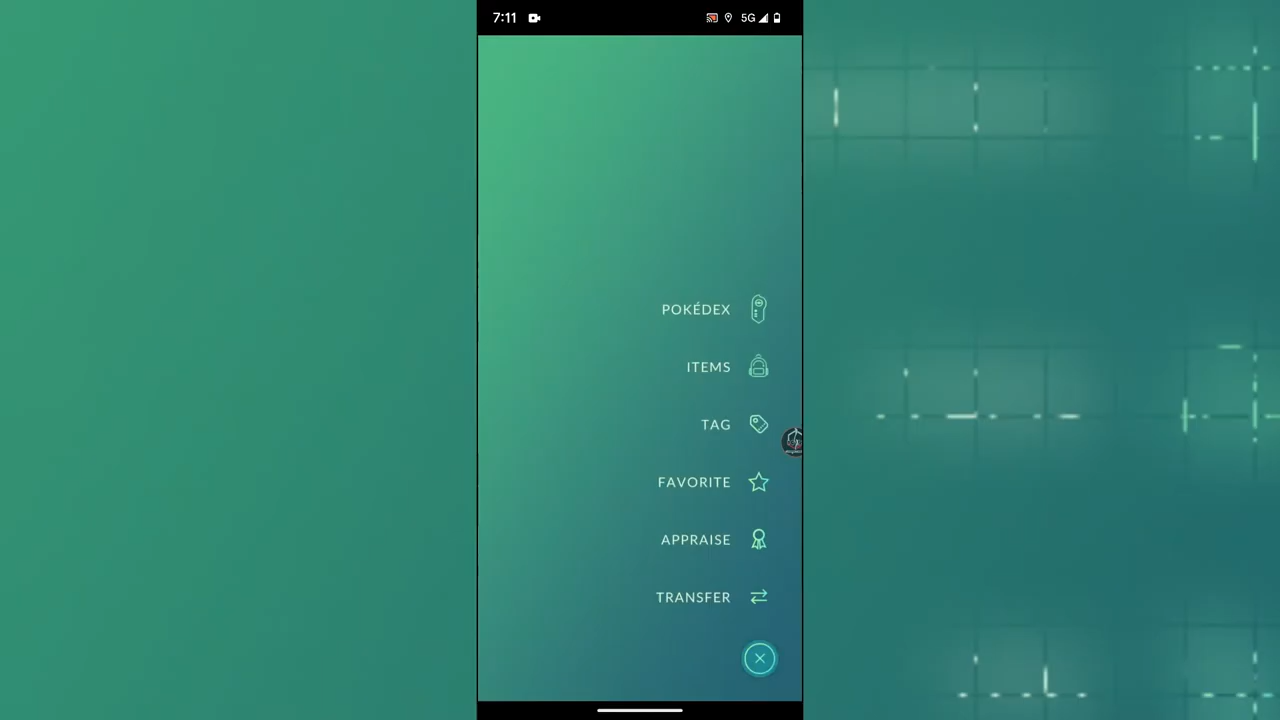 7:11
5G
POKÉDEX
ITEMS
TAG
FAVORITE
APPRAISE
TRANSFER